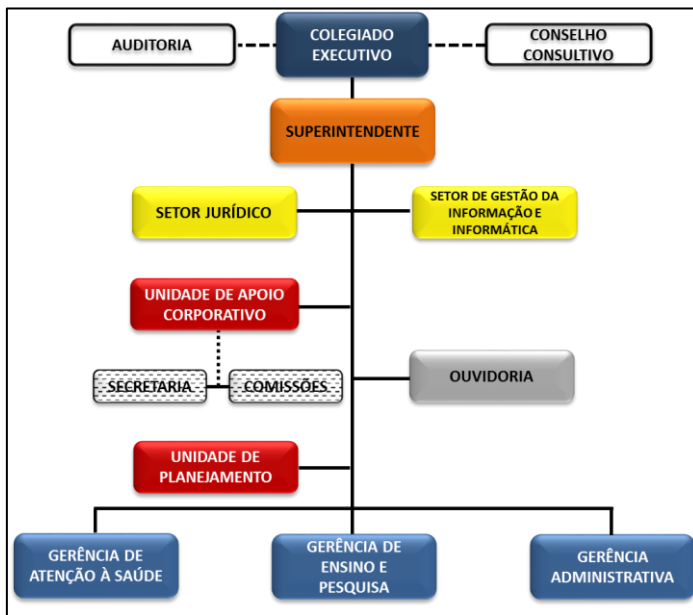 AUDITORIA
COLEGIADO
EXECUTIVO
CONSELHO
CONSULTIVO
SUPERINTENDENTE
SETOR JURÍDICO
SETOR DE GESTÃO DA
INFORMAÇÃO E
INFORMÁTICA
UNIDADE DE APOIO
CORPORATIVO
SECRETARIA
COMISSÕES
OUVIDORIA
UNIDADE DE
PLANEJAMENTO
GERÊNCIA DE
ATENÇÃO À SAÚDE
GERÊNCIA DE
ENSINO E
PESQUISA
GERÊNCIA
ADMINISTRATIVA